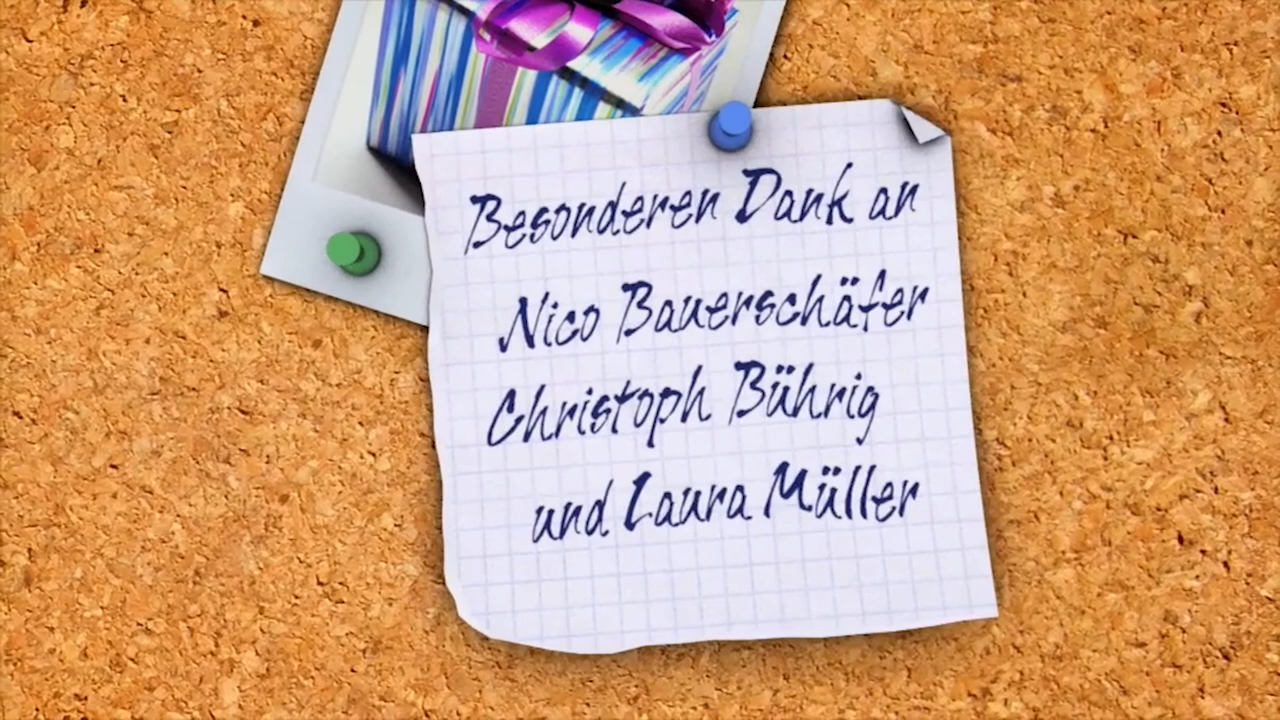 Besonderen Dank an
Nico Bauerschäfer
Christoph Bührig
und Laura Müller